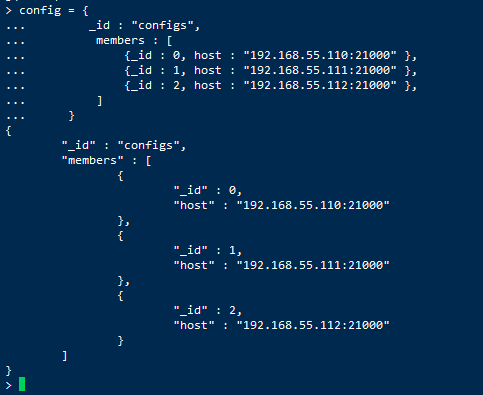 > config = {
...         _id : "configs",
...          members : [
...              {_id : 0, host : "192.168.55.110:21000" },
...              {_id : 1, host : "192.168.55.111:21000" },
...              {_id : 2, host : "192.168.55.112:21000" },
...          ]
...      }
{
        "_id" : "configs",
        "members" : [
                {
                        "_id" : 0,
                        "host" : "192.168.55.110:21000"
                },
                {
                        "_id" : 1,
                        "host" : "192.168.55.111:21000"
                },
                {
                        "_id" : 2,
                        "host" : "192.168.55.112:21000"
                }
        ]
}
>